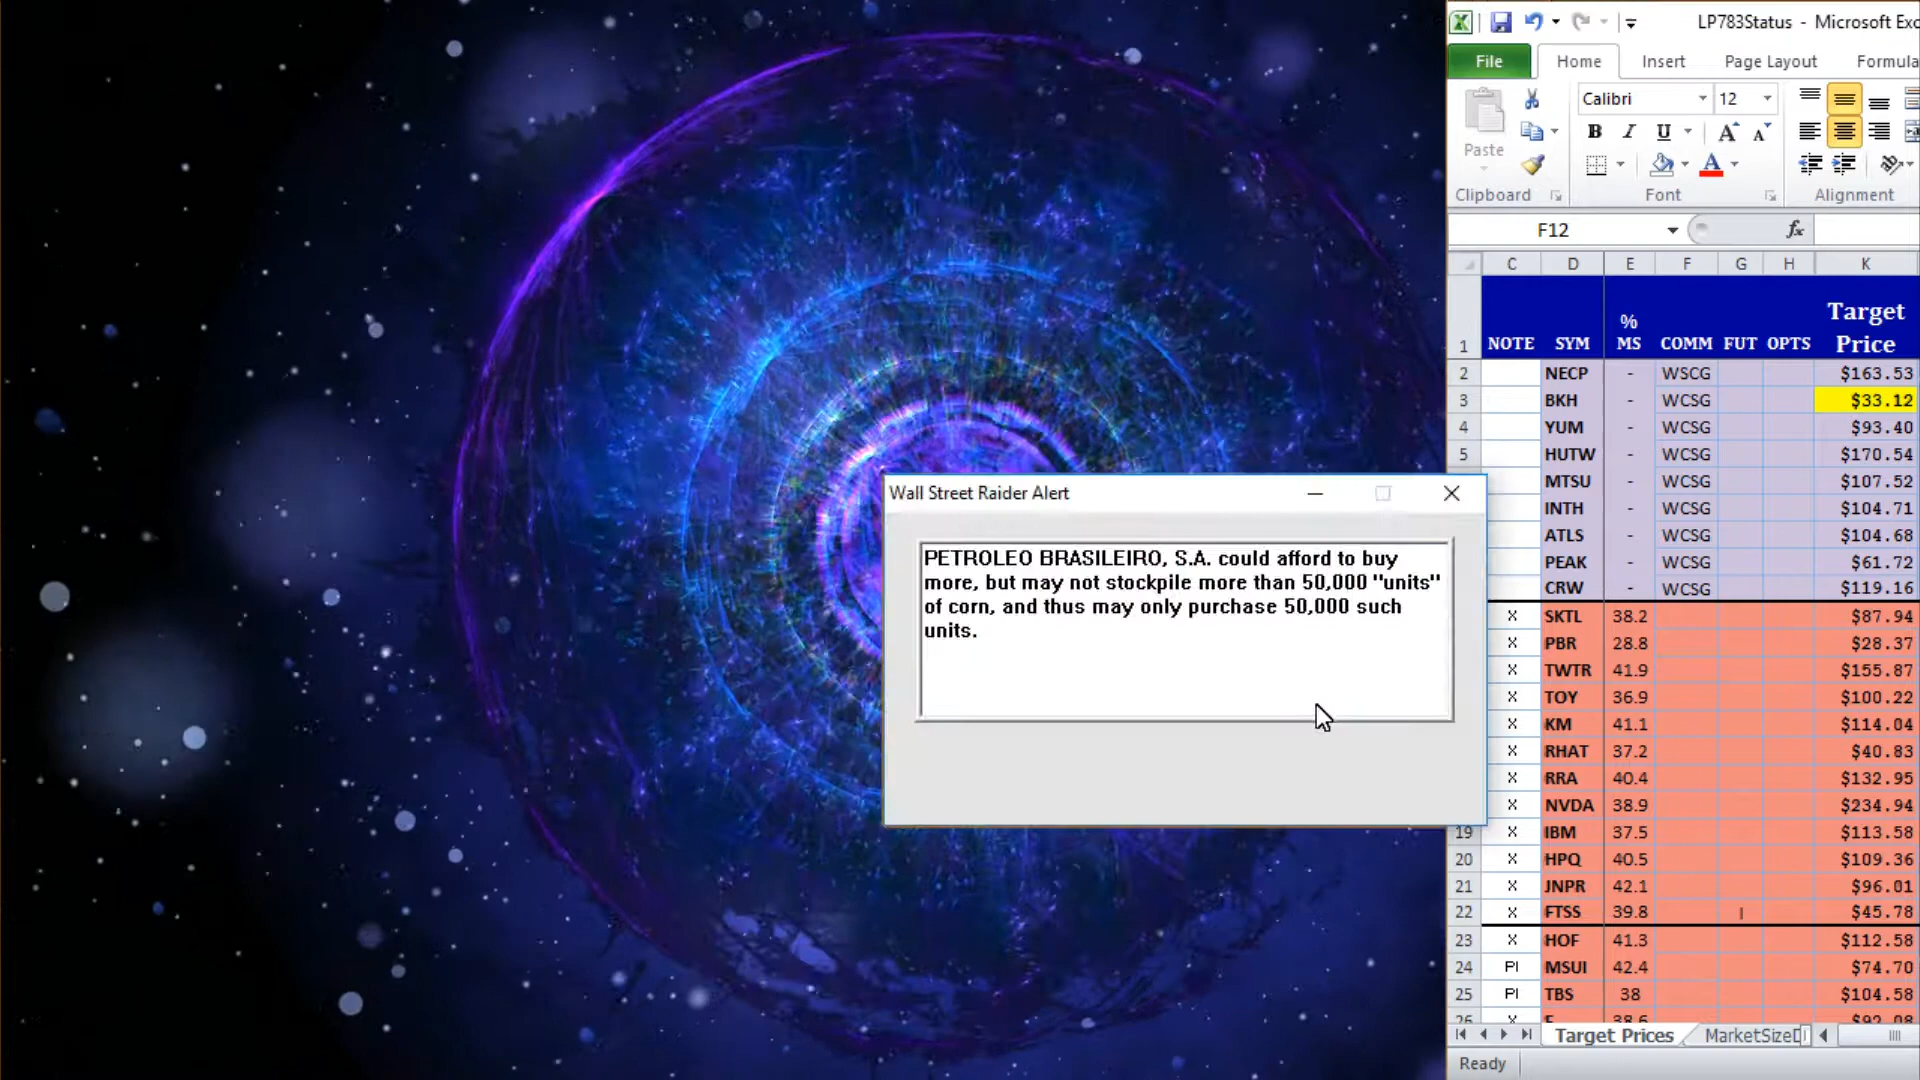 LP783Status - Microsoft Exc
File Home Insert Page Layout Formula
Calibri 12
Paste
B I U A A
A
Clipboard Font Alignment
F12 fx
C D E F G H K
1 NOTE SYM % MS COMM FUT OPTS Target Price
2 NECP - WSCG $163.53
3 BKH - WCSG $33.12
4 YUM - WCSG $93.40
5 HUTW - WCSG $170.54
MTSU - WCSG $107.52
INTH - WCSG $104.71
ATLS - WCSG $104.68
PEAK - WCSG $61.72
CRW - WCSG $119.16
X SKTL 38.2 $87.94
X PBR 28.8 $28.37
X TWTR 41.9 $155.87
X TOY 36.9 $100.22
X KM 41.1 $114.04
X RHAT 37.2 $40.83
X RRA 40.4 $132.95
X NVDA 38.9 $234.94
19 X IBM 37.5 $113.58
20 X HPQ 40.5 $109.36
21 X JNPR 42.1 $96.01
22 X FTSS 39.8 $45.78
23 X HOF 41.3 $112.58
24 PI MSUI 42.4 $74.70
25 PI TBS 38 $104.58
Target Prices MarketSizeD
Ready
Wall Street Raider Alert
PETROLEO BRASILEIRO, S.A. could afford to buy
more, but may not stockpile more than 50,000 "units"
of corn, and thus may only purchase 50,000 such
units.